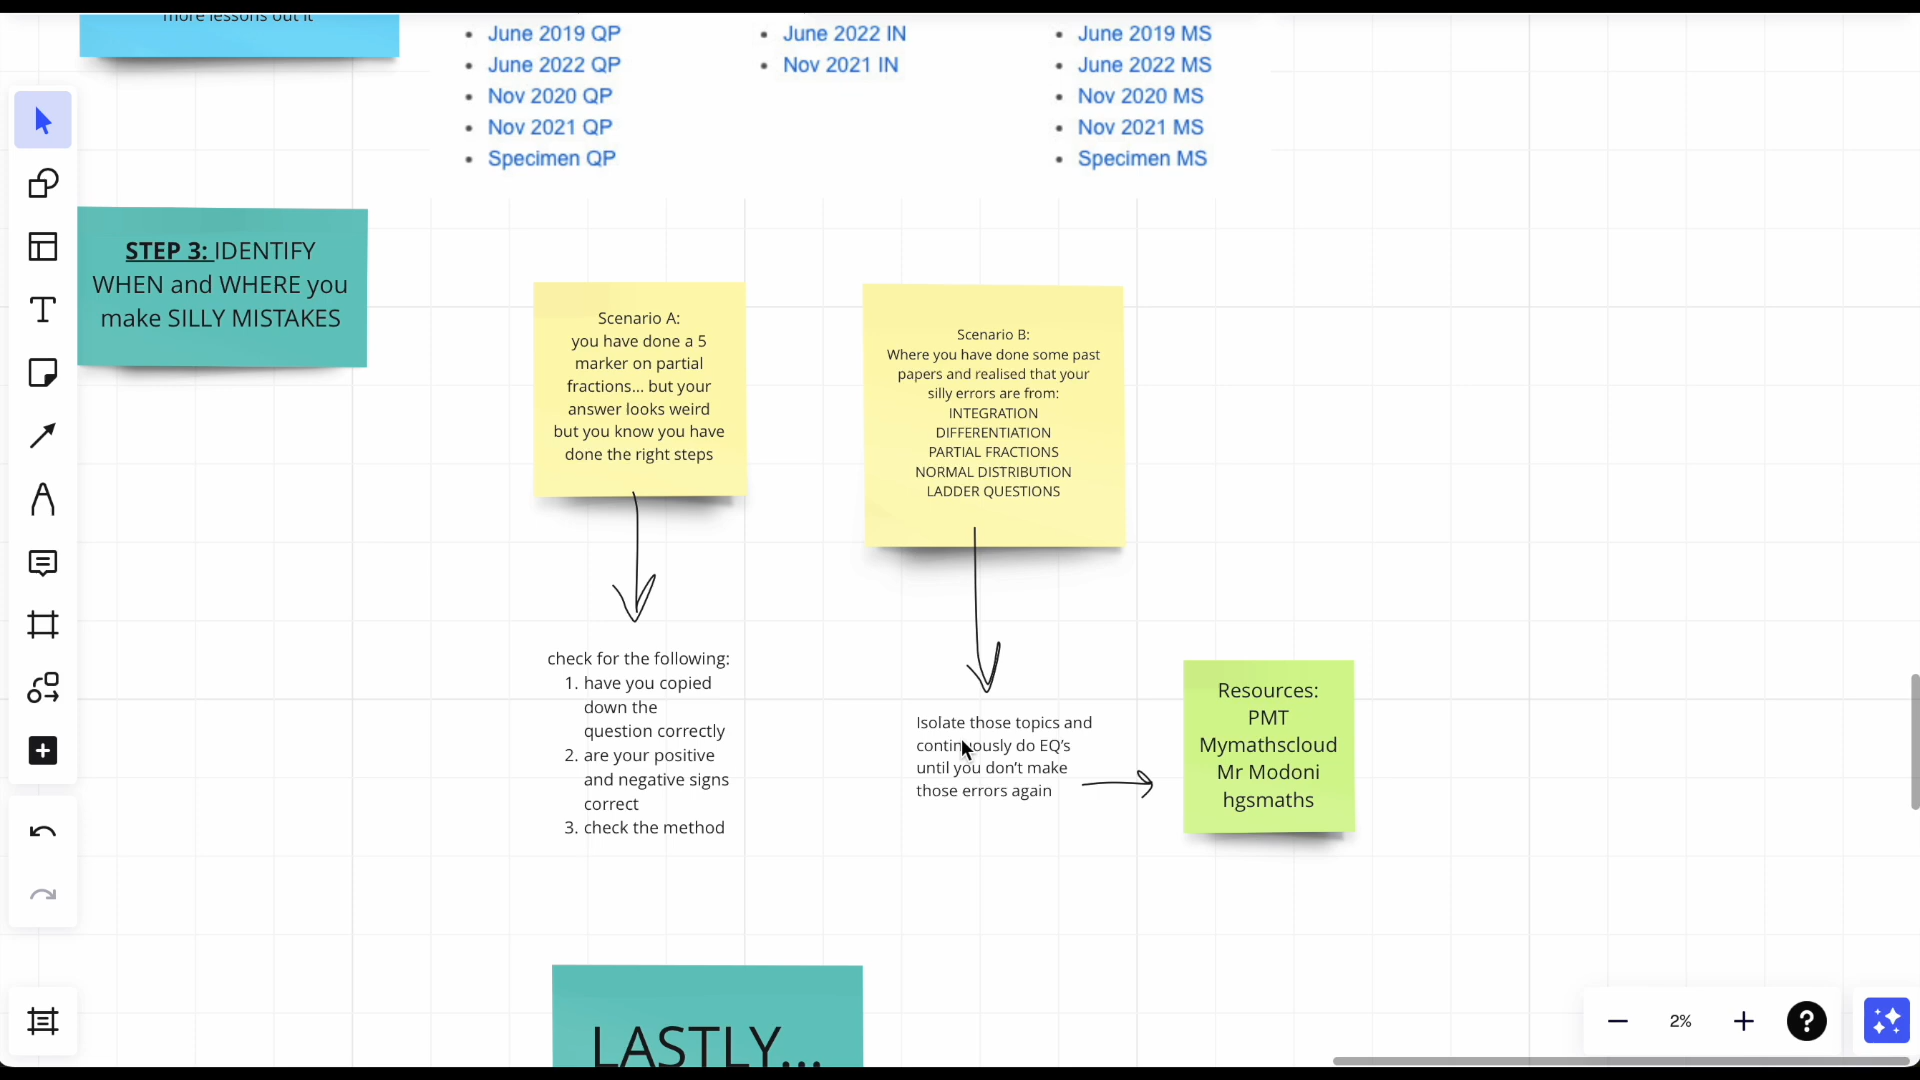 more lessons out it
June 2019 QP
June 2022 QP
Nov 2020 QP
Nov 2021 QP
Specimen QP
June 2022 IN
Nov 2021 IN
June 2019 MS
June 2022 MS
Nov 2020 MS
Nov 2021 MS
Specimen MS
STEP 3: IDENTIFY
WHEN and WHERE you
make SILLY MISTAKES
Scenario A:
you have done a 5
marker on partial
fractions... but your
answer looks weird
but you know you have
done the right steps
Scenario B:
Where you have done some past
papers and realised that your
silly errors are from:
INTEGRATION
DIFFERENTIATION
PARTIAL FRACTIONS
NORMAL DISTRIBUTION
LADDER QUESTIONS
check for the following:
1. have you copied
down the
question correctly
2. are your positive
and negative signs
correct
3. check the method
Isolate those topics and
continuously do EQ's
until you don't make
those errors again
Resources:
PMT
Mymathscloud
Mr Modoni
hgsmaths
LASTLY...
2%